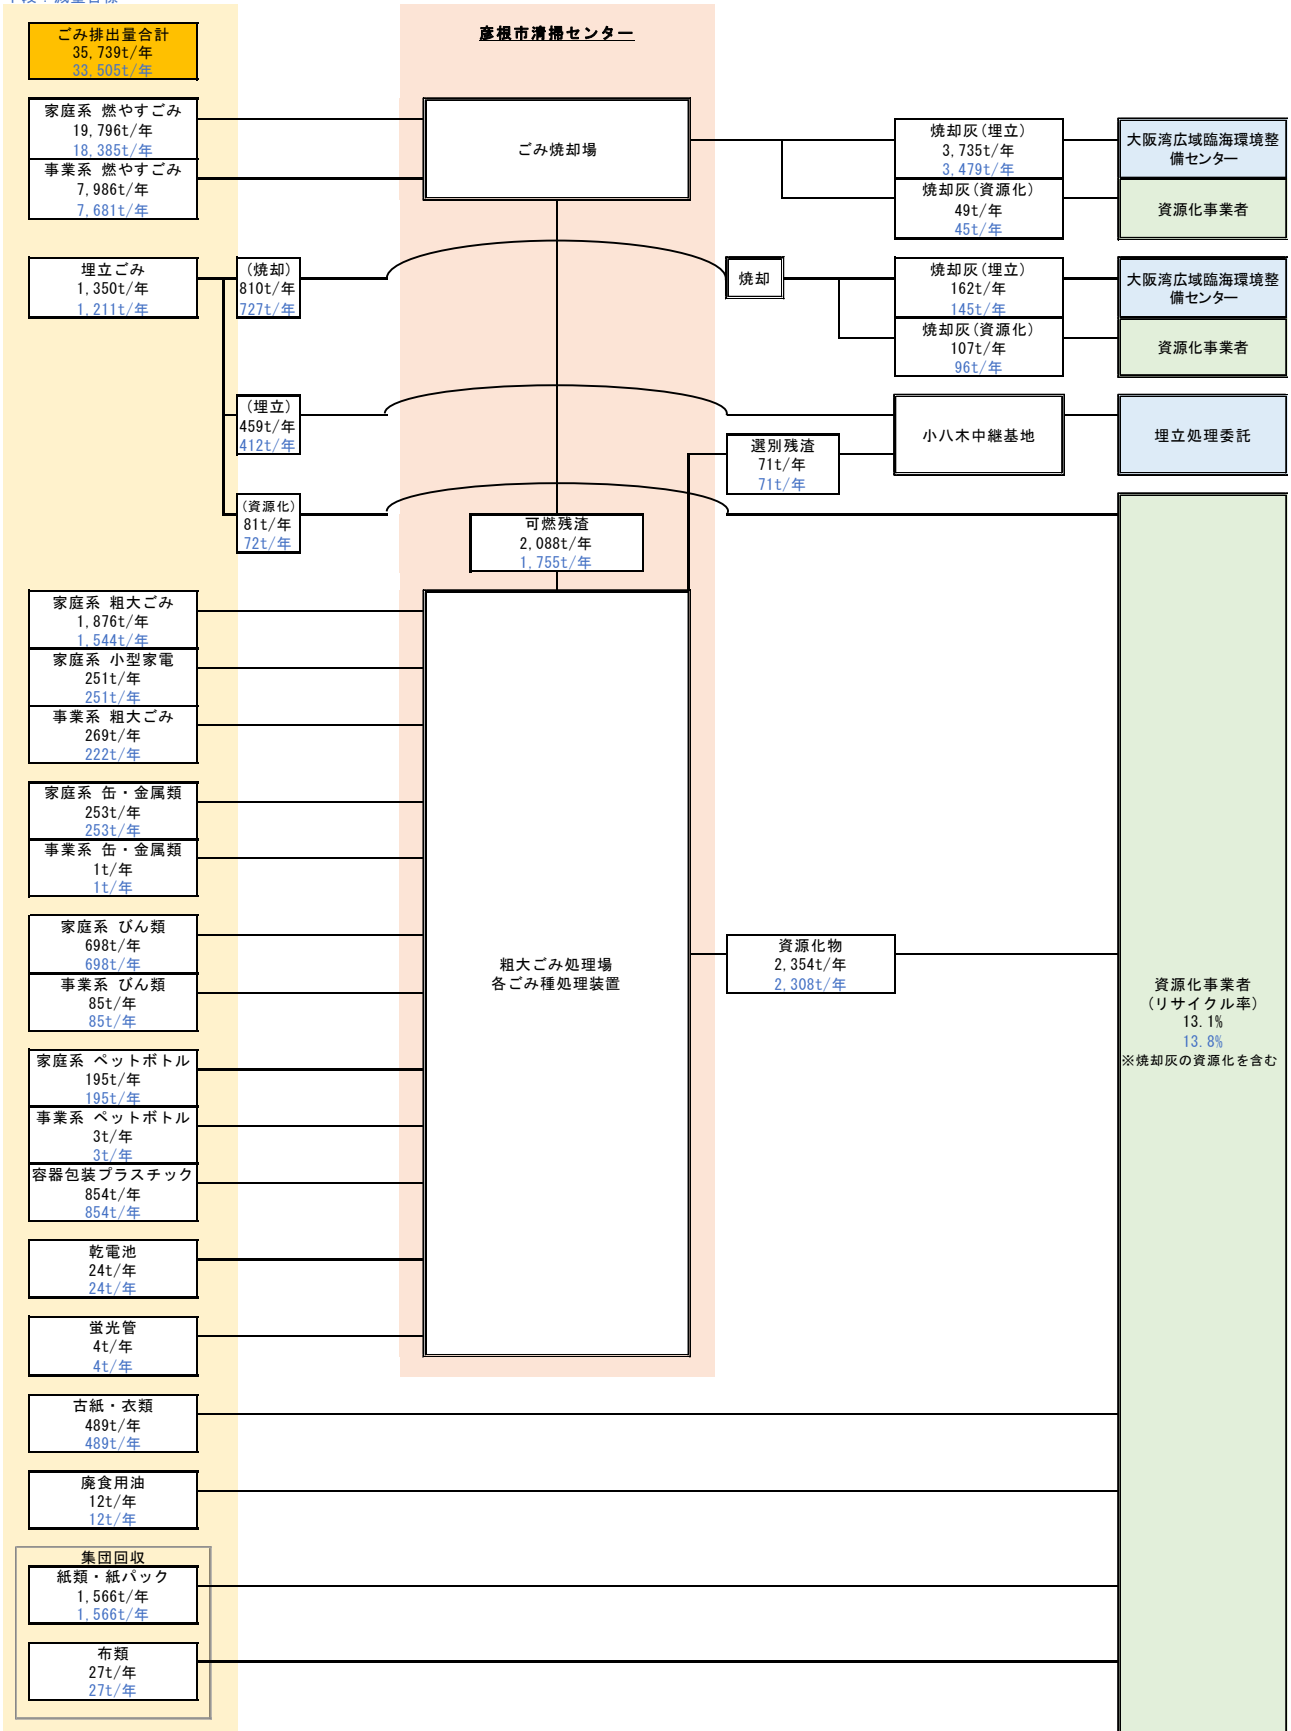 ごみ排出量合計
35,739t/年
33,505t/年
彦根市清掃センター
家庭系 燃やすごみ
19,796t/年
18,385t/年
事業系 燃やすごみ
7,986t/年
7,681t/年
ごみ焼却場
焼却灰(埋立)
3,735t/年
3,479t/年
大阪湾広域臨海環境整
備センター
焼却灰(資源化)
49t/年
45t/年
資源化事業者
埋立ごみ
1,350t/年
1,211t/年
(焼却)
810t/年
727t/年
焼却
焼却灰(埋立)
162t/年
145t/年
大阪湾広域臨海環境整
備センター
焼却灰(資源化)
107t/年
96t/年
資源化事業者
(埋立)
459t/年
412t/年
選別残渣
71t/年
71t/年
小八木中継基地
埋立処理委託
(資源化)
81t/年
72t/年
可燃残渣
2,088t/年
1,755t/年
家庭系 粗大ごみ
1,876t/年
1,544t/年
家庭系 小型家電
251t/年
251t/年
事業系 粗大ごみ
269t/年
222t/年
家庭系 缶・金属類
253t/年
253t/年
事業系 缶・金属類
1t/年
1t/年
家庭系 びん類
698t/年
698t/年
事業系 びん類
85t/年
85t/年
家庭系 ペットボトル
195t/年
195t/年
事業系 ペットボトル
3t/年
3t/年
容器包装プラスチック
854t/年
854t/年
乾電池
24t/年
24t/年
蛍光管
4t/年
4t/年
粗大ごみ処理場
各ごみ種処理装置
資源化物
2,354t/年
2,308t/年
資源化事業者
(リサイクル率)
13.1%
13.8%
※焼却灰の資源化を含む
古紙・衣類
489t/年
489t/年
廃食用油
12t/年
12t/年
集団回収
紙類・紙パック
1,566t/年
1,566t/年
布類
27t/年
27t/年